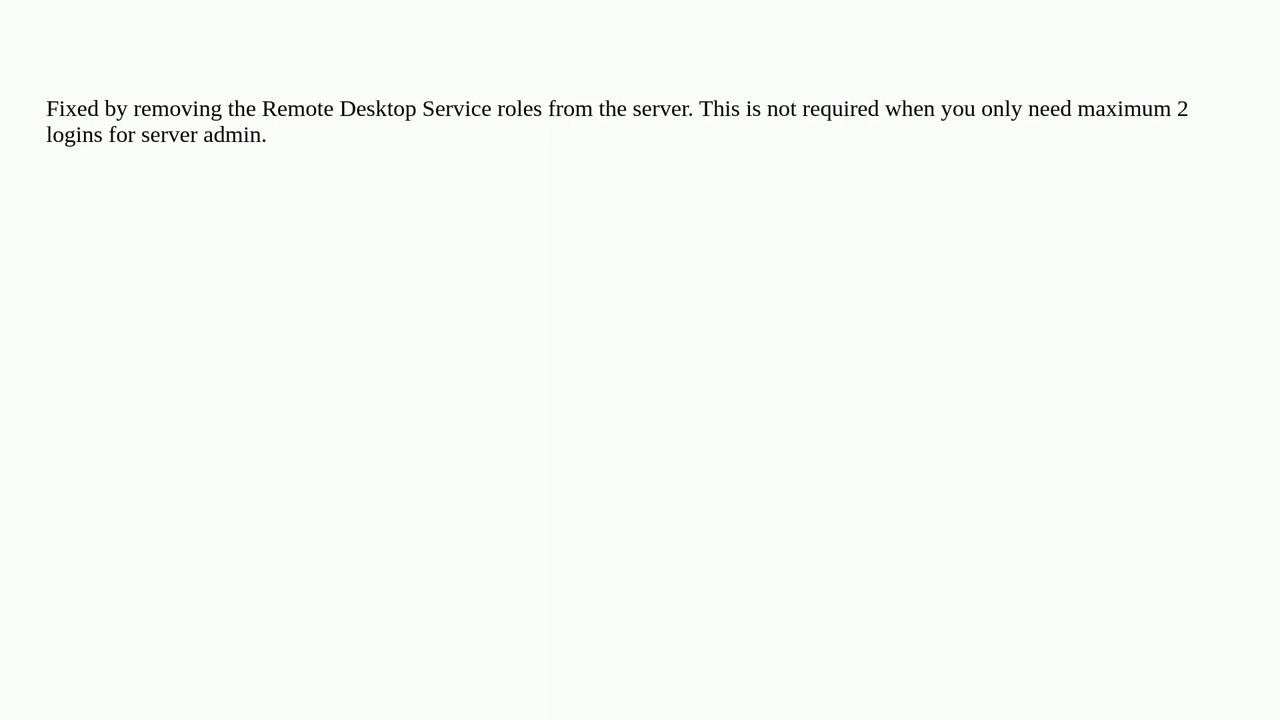 Fixed by removing the Remote Desktop Service roles from the server. This is not required when you only need maximum 2
logins for server admin.